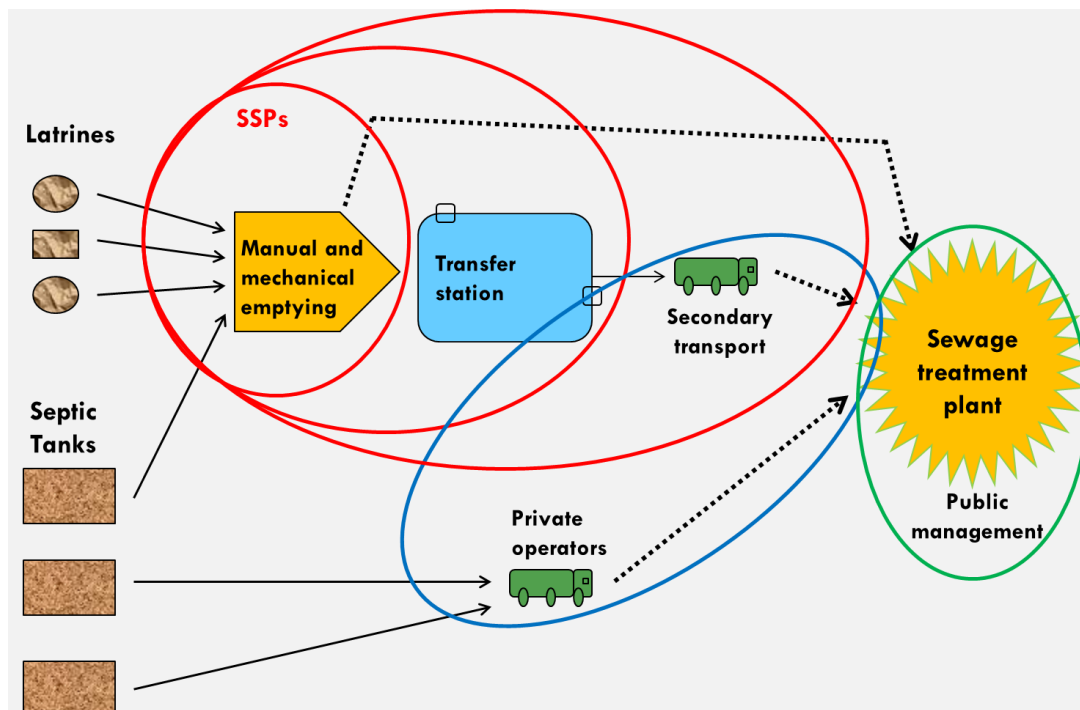 SSPs
Latrines
Manual and
mechanical
emptying
Transfer
station
Secondary
transport
Sewage
treatment
plant
Septic
Tanks
Private
operators
Public
management